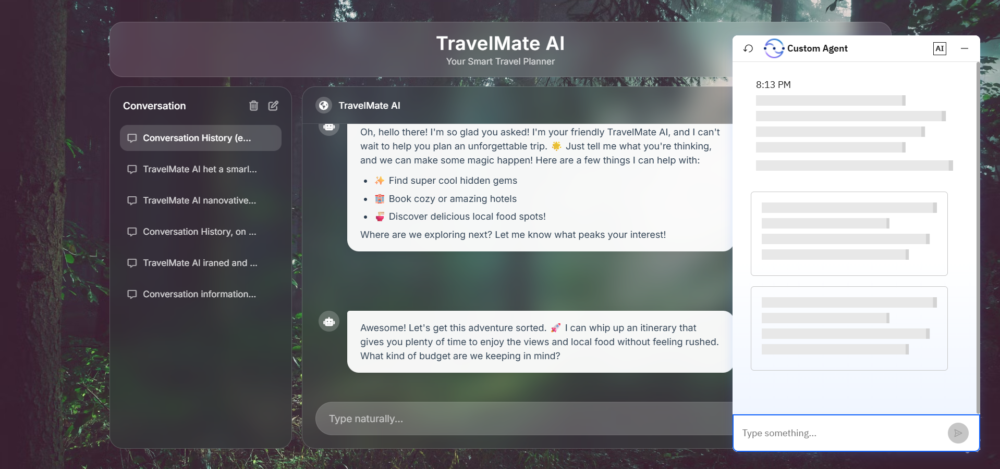 TravelMate AI
Your Smart Travel Planner
Conversation
Conversation History (e...
TravelMate AI het a smarl...
TravelMate AI nanovative...
Conversation History, on ...
TravelMate AI iraned and ...
Conversation information...
TravelMate AI
Oh, hello there! I'm so glad you asked! I'm your friendly TravelMate AI, and I can't
wait to help you plan an unforgettable trip. 🌟 Just tell me what you're thinking,
and we can make some magic happen! Here are a few things I can help with:
• ✨ Find super cool hidden gems
• 🏨 Book cozy or amazing hotels
• 🍜 Discover delicious local food spots!
Where are we exploring next? Let me know what peaks your interest!
Awesome! Let's get this adventure sorted. 🚀 I can whip up an itinerary that
gives you plenty of time to enjoy the views and local food without feeling rushed.
What kind of budget are we keeping in mind?
Type naturally...
Custom Agent
AI
8:13 PM
Type something...